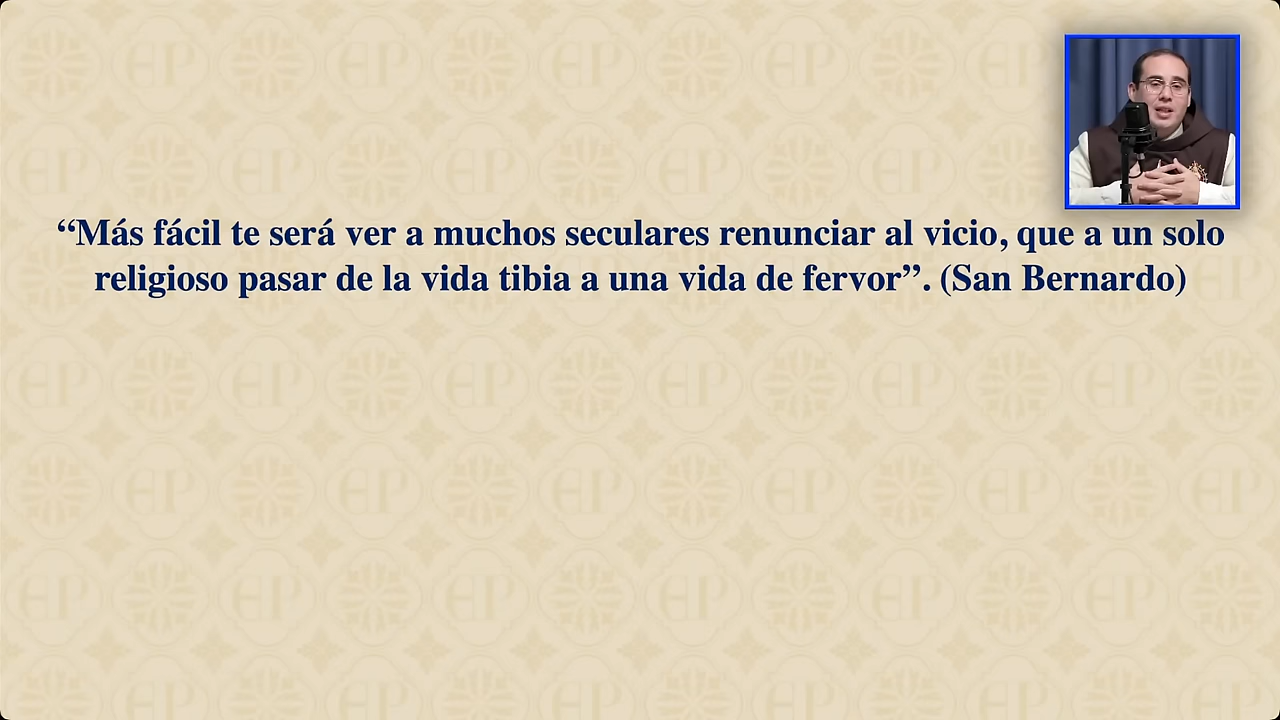 “Más fácil te será ver a muchos seculares renunciar al vicio, que a un solo
religioso pasar de la vida tibia a una vida de fervor”. (San Bernardo)